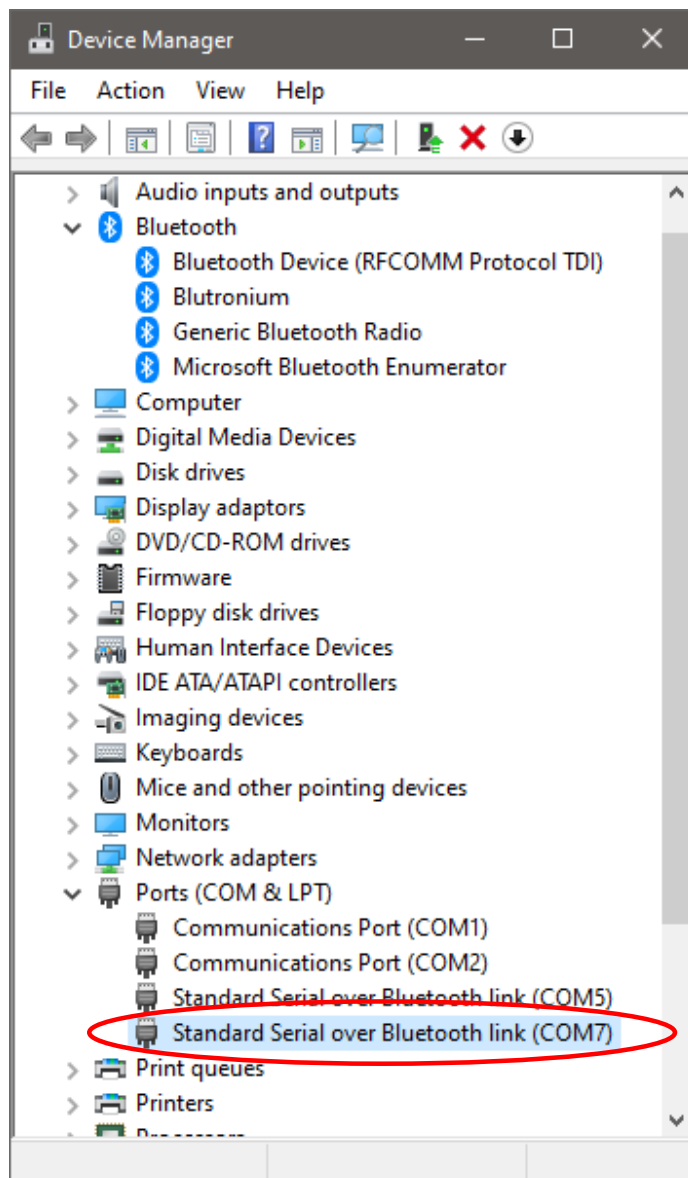 Device Manager
File Action View Help
Audio inputs and outputs
Bluetooth
Bluetooth Device (RFCOMM Protocol TDI)
Blutronium
Generic Bluetooth Radio
Microsoft Bluetooth Enumerator
Computer
Digital Media Devices
Disk drives
Display adaptors
DVD/CD-ROM drives
Firmware
Floppy disk drives
Human Interface Devices
IDE ATA/ATAPI controllers
Imaging devices
Keyboards
Mice and other pointing devices
Monitors
Network adapters
Ports (COM & LPT)
Communications Port (COM1)
Communications Port (COM2)
Standard Serial over Bluetooth link (COM5)
Standard Serial over Bluetooth link (COM7)
Print queues
Printers